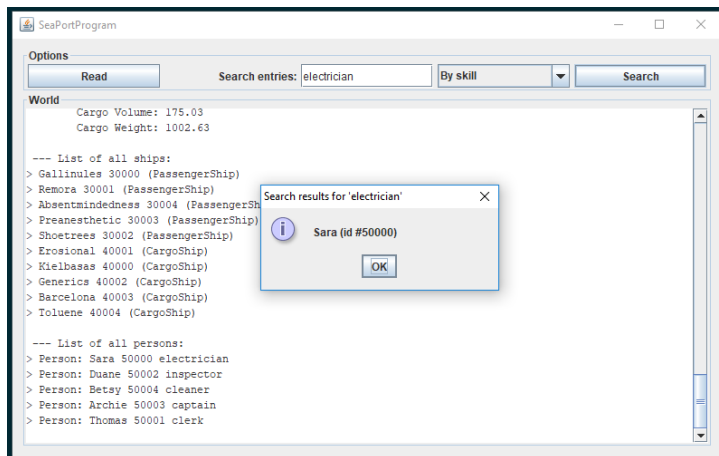 SeaPortProgram
Options
Read
Search entries: electrician
By skill
Search
World
Cargo Volume: 175.03
Cargo Weight: 1002.63
--- List of all ships:
> Gallinules 30000 (PassengerShip)
> Remora 30001 (PassengerShip)
> Absentmindedness 30004 (PassengerSh
> Preanesthetic 30003 (PassengerShip)
> Shoetrees 30002 (PassengerShip)
> Erosional 40001 (CargoShip)
> Kielbasas 40000 (CargoShip)
> Generics 40002 (CargoShip)
> Barcelona 40003 (CargoShip)
> Toluene 40004 (CargoShip)
--- List of all persons:
> Person: Sara 50000 electrician
> Person: Duane 50002 inspector
> Person: Betsy 50004 cleaner
> Person: Archie 50003 captain
> Person: Thomas 50001 clerk
Search results for 'electrician'
Sara (id #50000)
OK